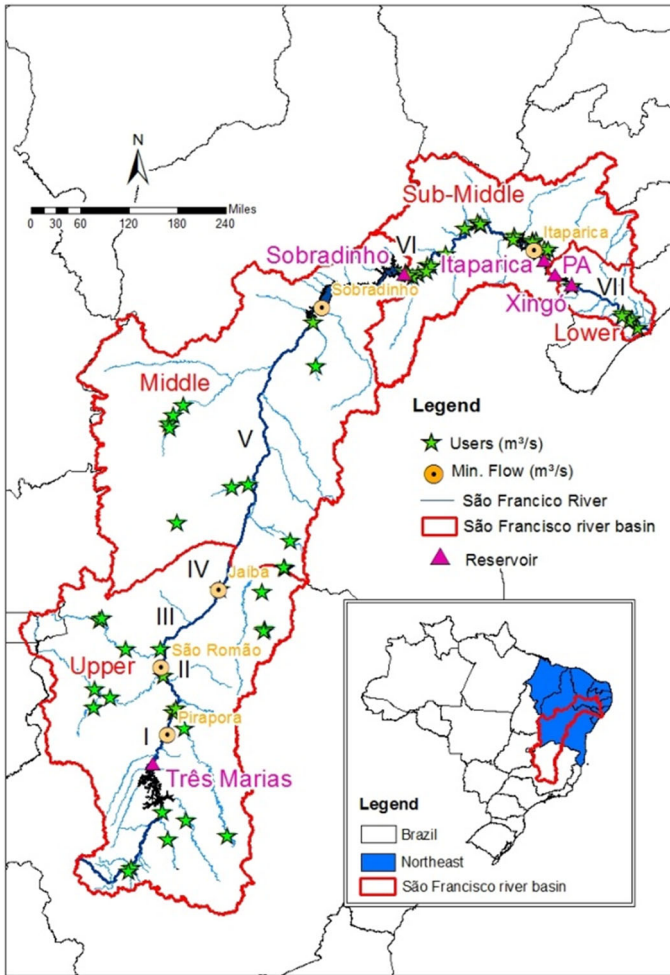 N
Miles
0 15 30 60 120 180 240
Sub-Middle
Sobradinho
VI
Itaparica
Itaparica
PA
Sobradinho
VII
Xingó
Lower
Middle
Legend
V
Users (m³/s)
Min. Flow (m³/s)
São Francico River
São Francisco river basin
Reservoir
IV
Jaíba
III
São Romão
Upper
II
Pirapora
I
Três Marias
Legend
Brazil
Northeast
São Francisco river basin